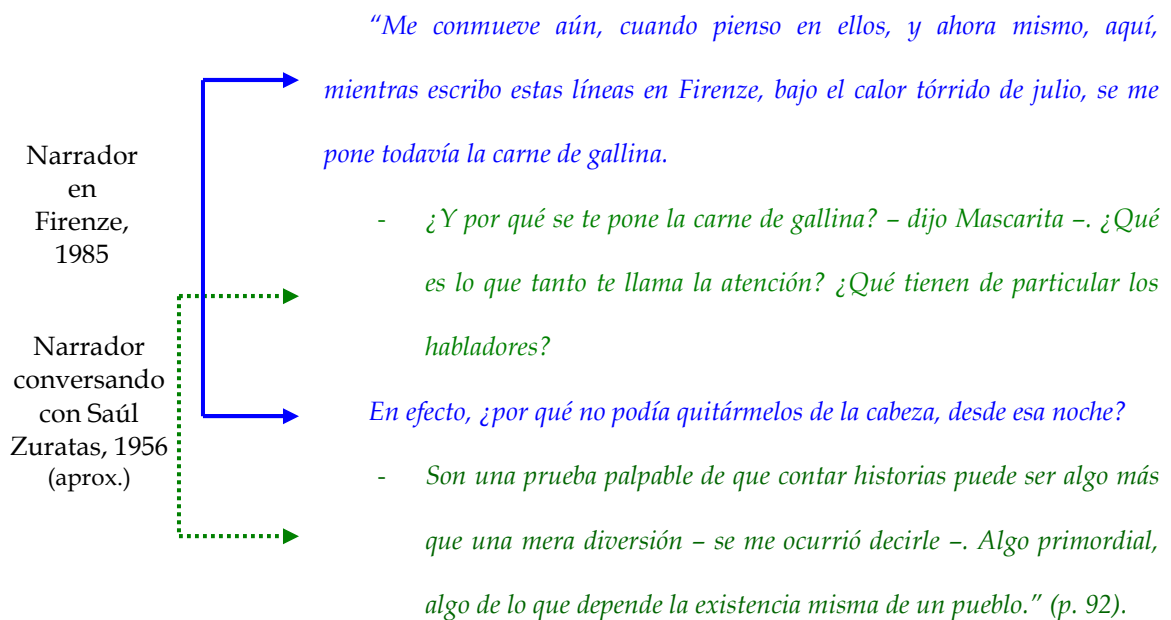 “Me conmueve aún, cuando pienso en ellos, y ahora mismo, aquí,
mientras escribo estas líneas en Firenze, bajo el calor tórrido de julio, se me
pone todavía la carne de gallina.
Narrador
en
Firenze,
1985
- ¿Y por qué se te pone la carne de gallina? – dijo Mascarita –. ¿Qué
es lo que tanto te llama la atención? ¿Qué tienen de particular los
habladores?
Narrador
conversando
con Saúl
Zuratas, 1956
(aprox.)
En efecto, ¿por qué no podía quitármelos de la cabeza, desde esa noche?
- Son una prueba palpable de que contar historias puede ser algo más
que una mera diversión – se me ocurrió decirle –. Algo primordial,
algo de lo que depende la existencia misma de un pueblo.” (p. 92).